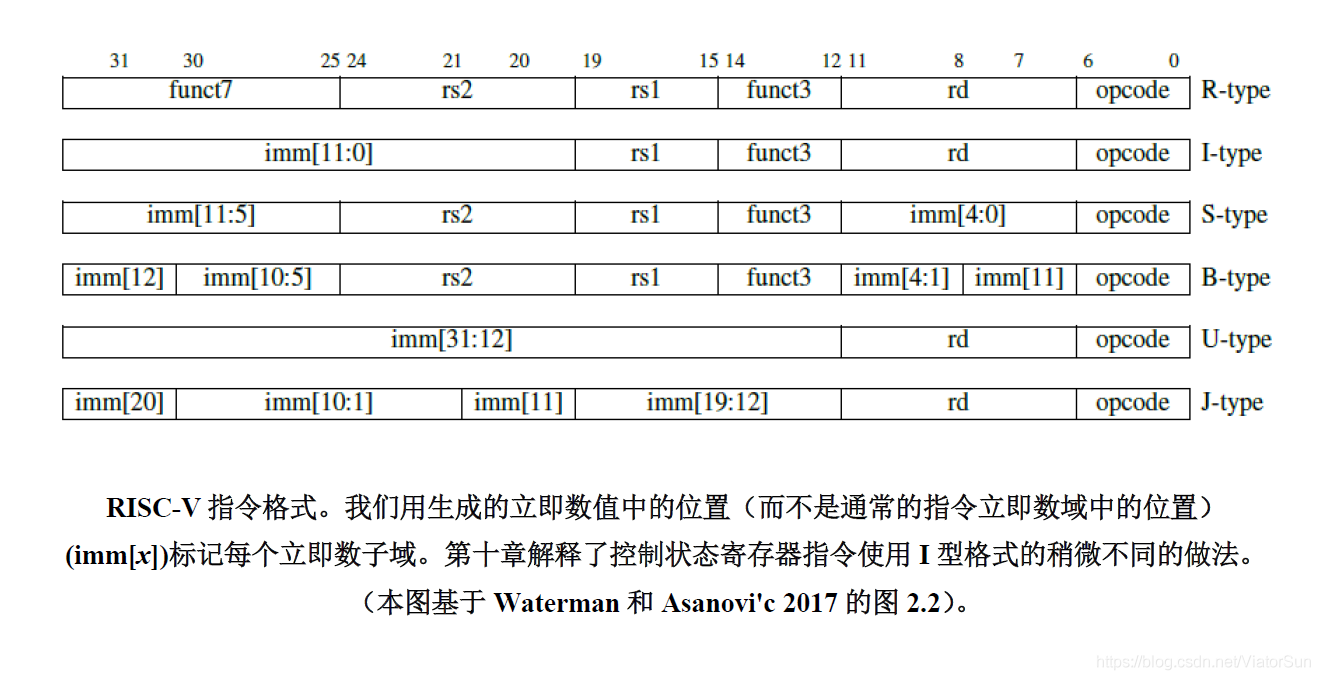 31 30 25 24 21 20 19 15 14 12 11 8 7 6 0
funct7 rs2 rs1 funct3 rd opcode R-type
imm[11:0] rs1 funct3 rd opcode I-type
imm[11:5] rs2 rs1 funct3 imm[4:0] opcode S-type
imm[12] imm[10:5] rs2 rs1 funct3 imm[4:1] imm[11] opcode B-type
imm[31:12] rd opcode U-type
imm[20] imm[10:1] imm[11] imm[19:12] rd opcode J-type
RISC-V 指令格式。我们用生成的立即数值中的位置（而不是通常的指令立即数域中的位置）
(imm[x])标记每个立即数子域。第十章解释了控制状态寄存器指令使用 I 型格式的稍微不同的做法。
（本图基于 Waterman 和 Asanovi'c 2017 的图 2.2）。
https://blog.csdn.net/ViatorSun